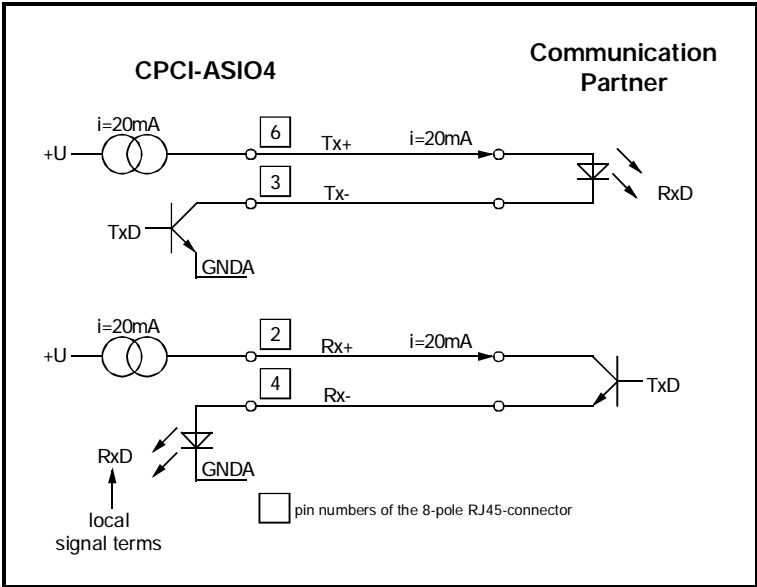 CPCI-ASIO4
Communication
Partner
i=20mA
6
Tx+
i=20mA
+U
3
Tx-
RxD
TxD
GNDA
i=20mA
2
Rx+
i=20mA
+U
4
Rx-
TxD
RxD
GNDA
local
signal terms
pin numbers of the 8-pole RJ45-connector